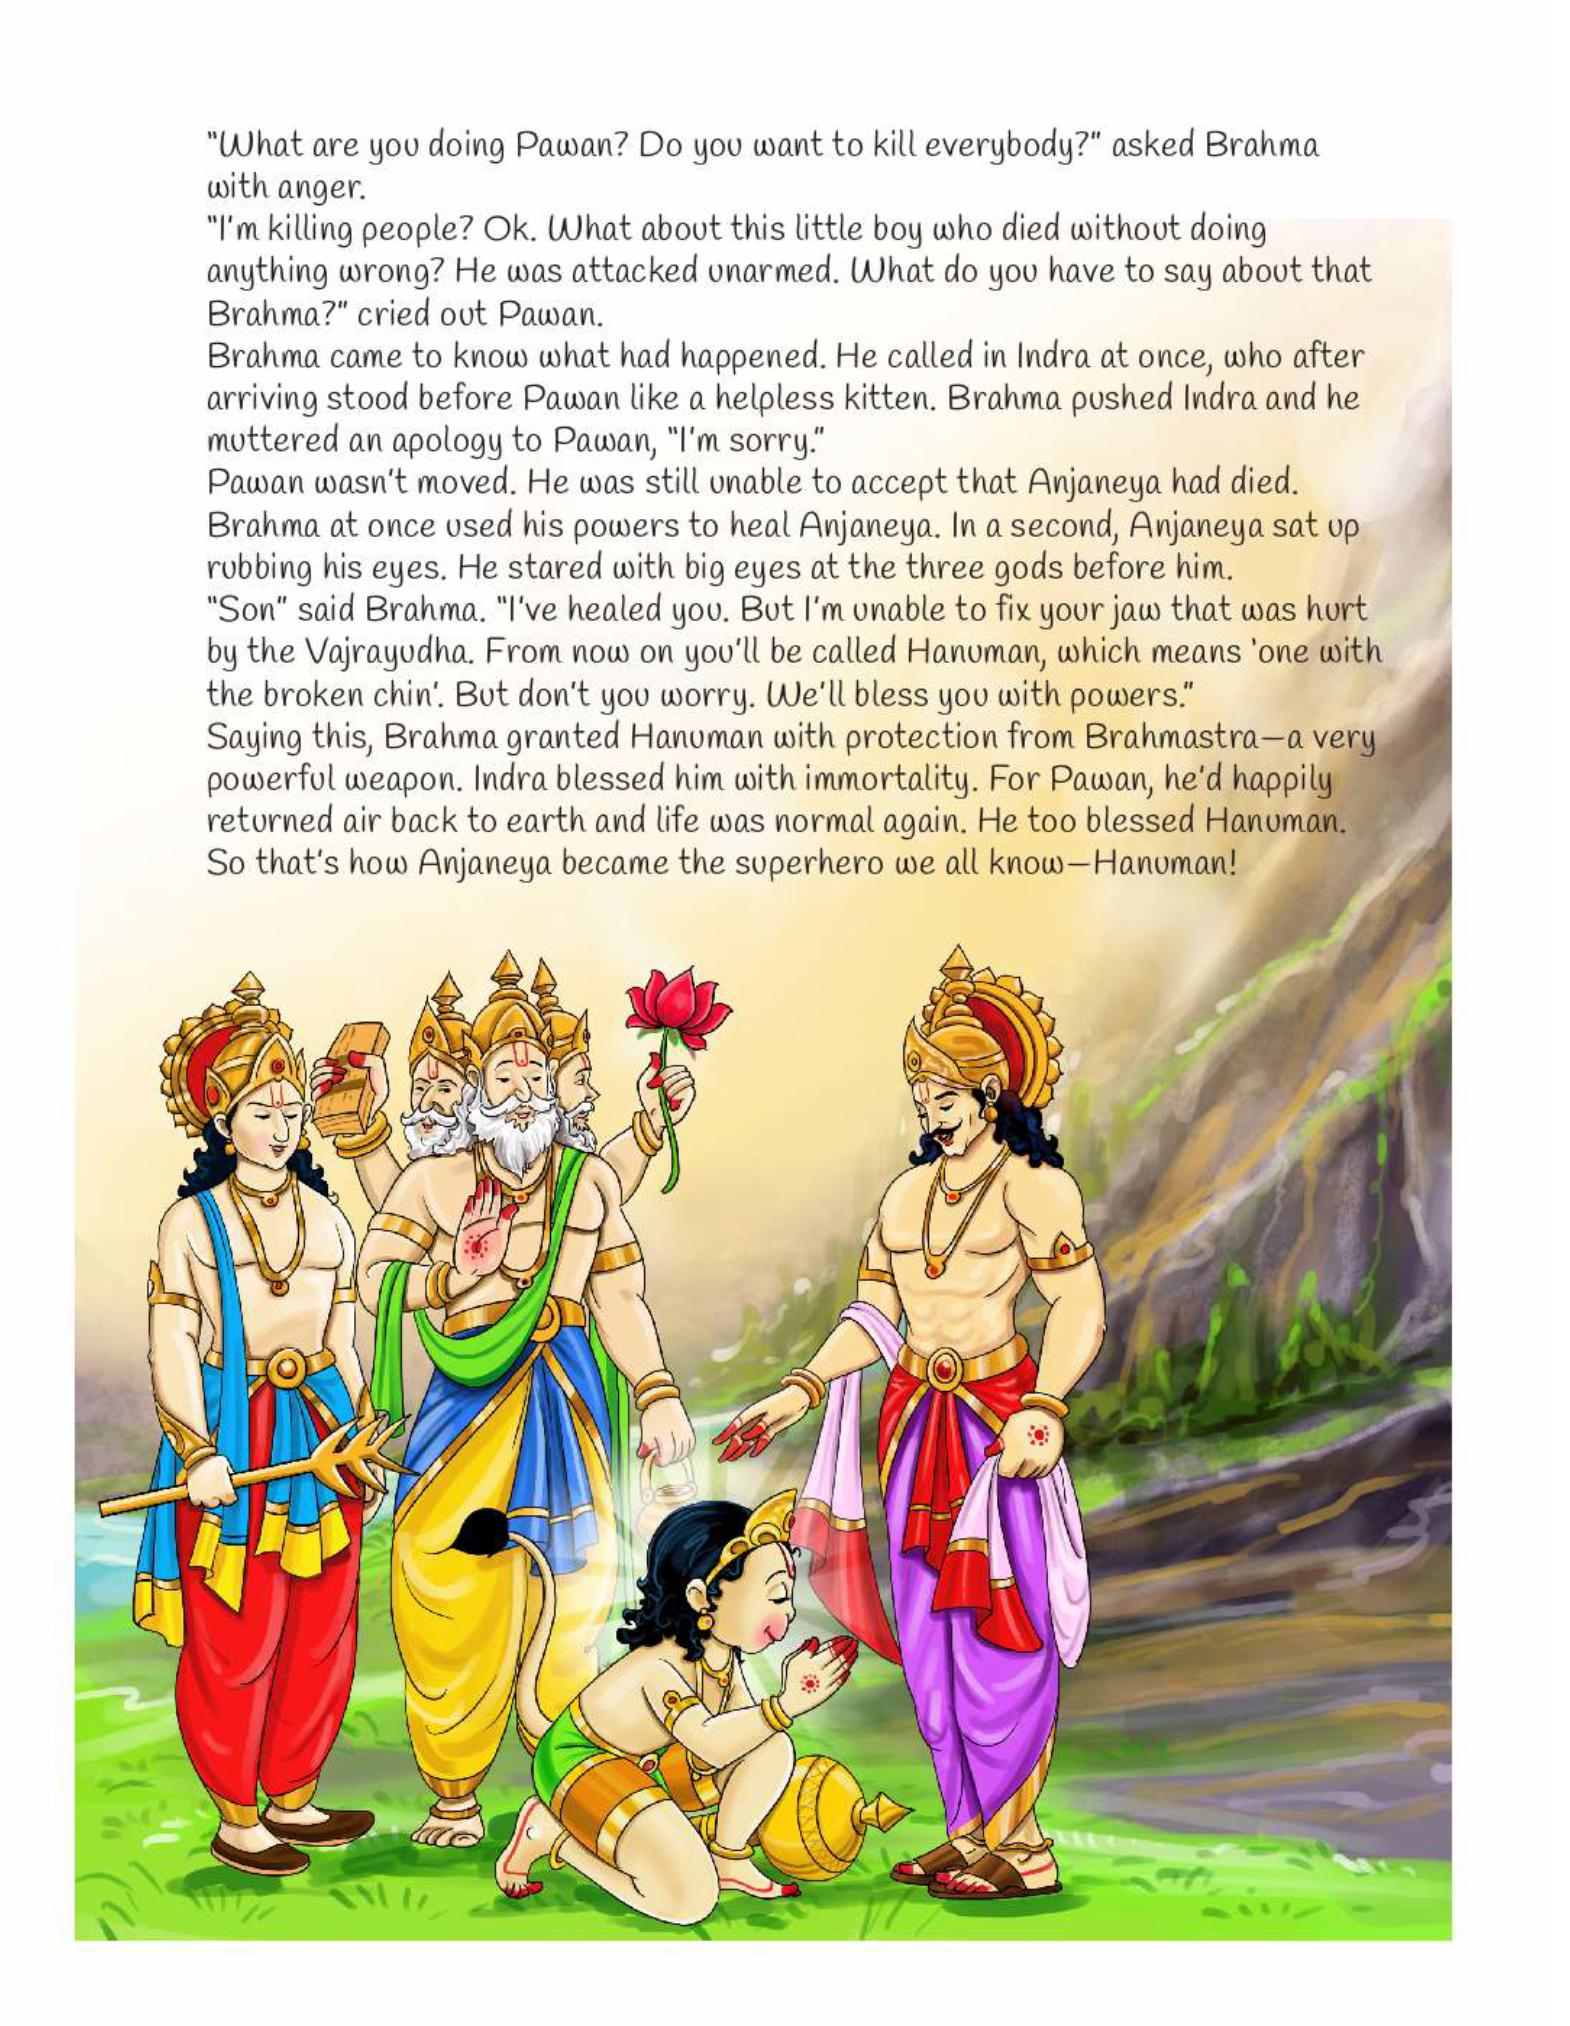 "What are you doing Pawan? Do you want to kill everybody?" asked Brahma
with anger.
"I'm killing people? Ok. What about this little boy who died without doing
anything wrong? He was attacked unarmed. What do you have to say about that
Brahma?" cried out Pawan.
Brahma came to know what had happened. He called in Indra at once, who after
arriving stood before Pawan like a helpless kitten. Brahma pushed Indra and he
muttered an apology to Pawan, "I'm sorry."
Pawan wasn't moved. He was still unable to accept that Anjaneya had died.
Brahma at once used his powers to heal Anjaneya. In a second, Anjaneya sat up
rubbing his eyes. He stared with big eyes at the three gods before him.
"Son" said Brahma. "I've healed you. But I'm unable to fix your jaw that was hurt
by the Vajrayudha. From now on you'll be called Hanuman, which means 'one with
the broken chin'. But don't you worry. We'll bless you with powers."
Saying this, Brahma granted Hanuman with protection from Brahmastra—a very
powerful weapon. Indra blessed him with immortality. For Pawan, he'd happily
returned air back to earth and life was normal again. He too blessed Hanuman.
So that's how Anjaneya became the superhero we all know—Hanuman!